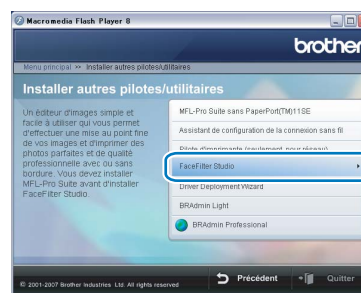 Macromedia Flash Player 8
brother
Menu principal >> Installer autres pilotes/utilitaires
Installer autres pilotes/utilitaires
Un éditeur d'images simple et
facile à utiliser qui vous permet
d'effectuer une mise au point fine
de vos images et d'imprimer des
photos parfaites et de qualité
professionnelle avec ou sans
bordure. Vous devez installer
MFL-Pro Suite avant d'installer
FaceFilter Studio.
MFL-Pro Suite sans PaperPort(TM)11SE
Assistant de configuration de la connexion sans fil
Pilote d'imprimante (seulement pour réseau)
FaceFilter Studio
Driver Deployment Wizard
BRAdmin Light
BRAdmin Professional
© 2001-2007 Brother Industries Ltd. All rights reserved
Précédent
Quitter